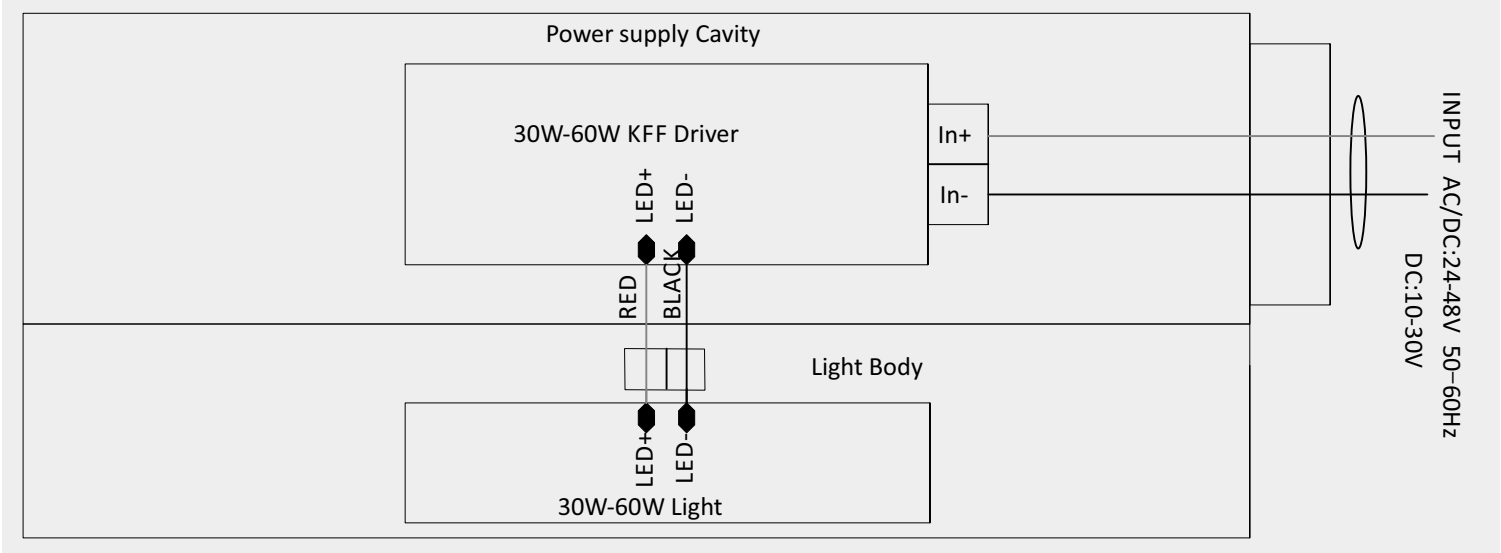 Power supply Cavity
30W-60W KFF Driver
In+
In-
LED+
LED-
RED
BLACK
INPUT AC/DC:24-48V 50-60Hz
DC:10-30V
Light Body
LED+
LED-
30W-60W Light